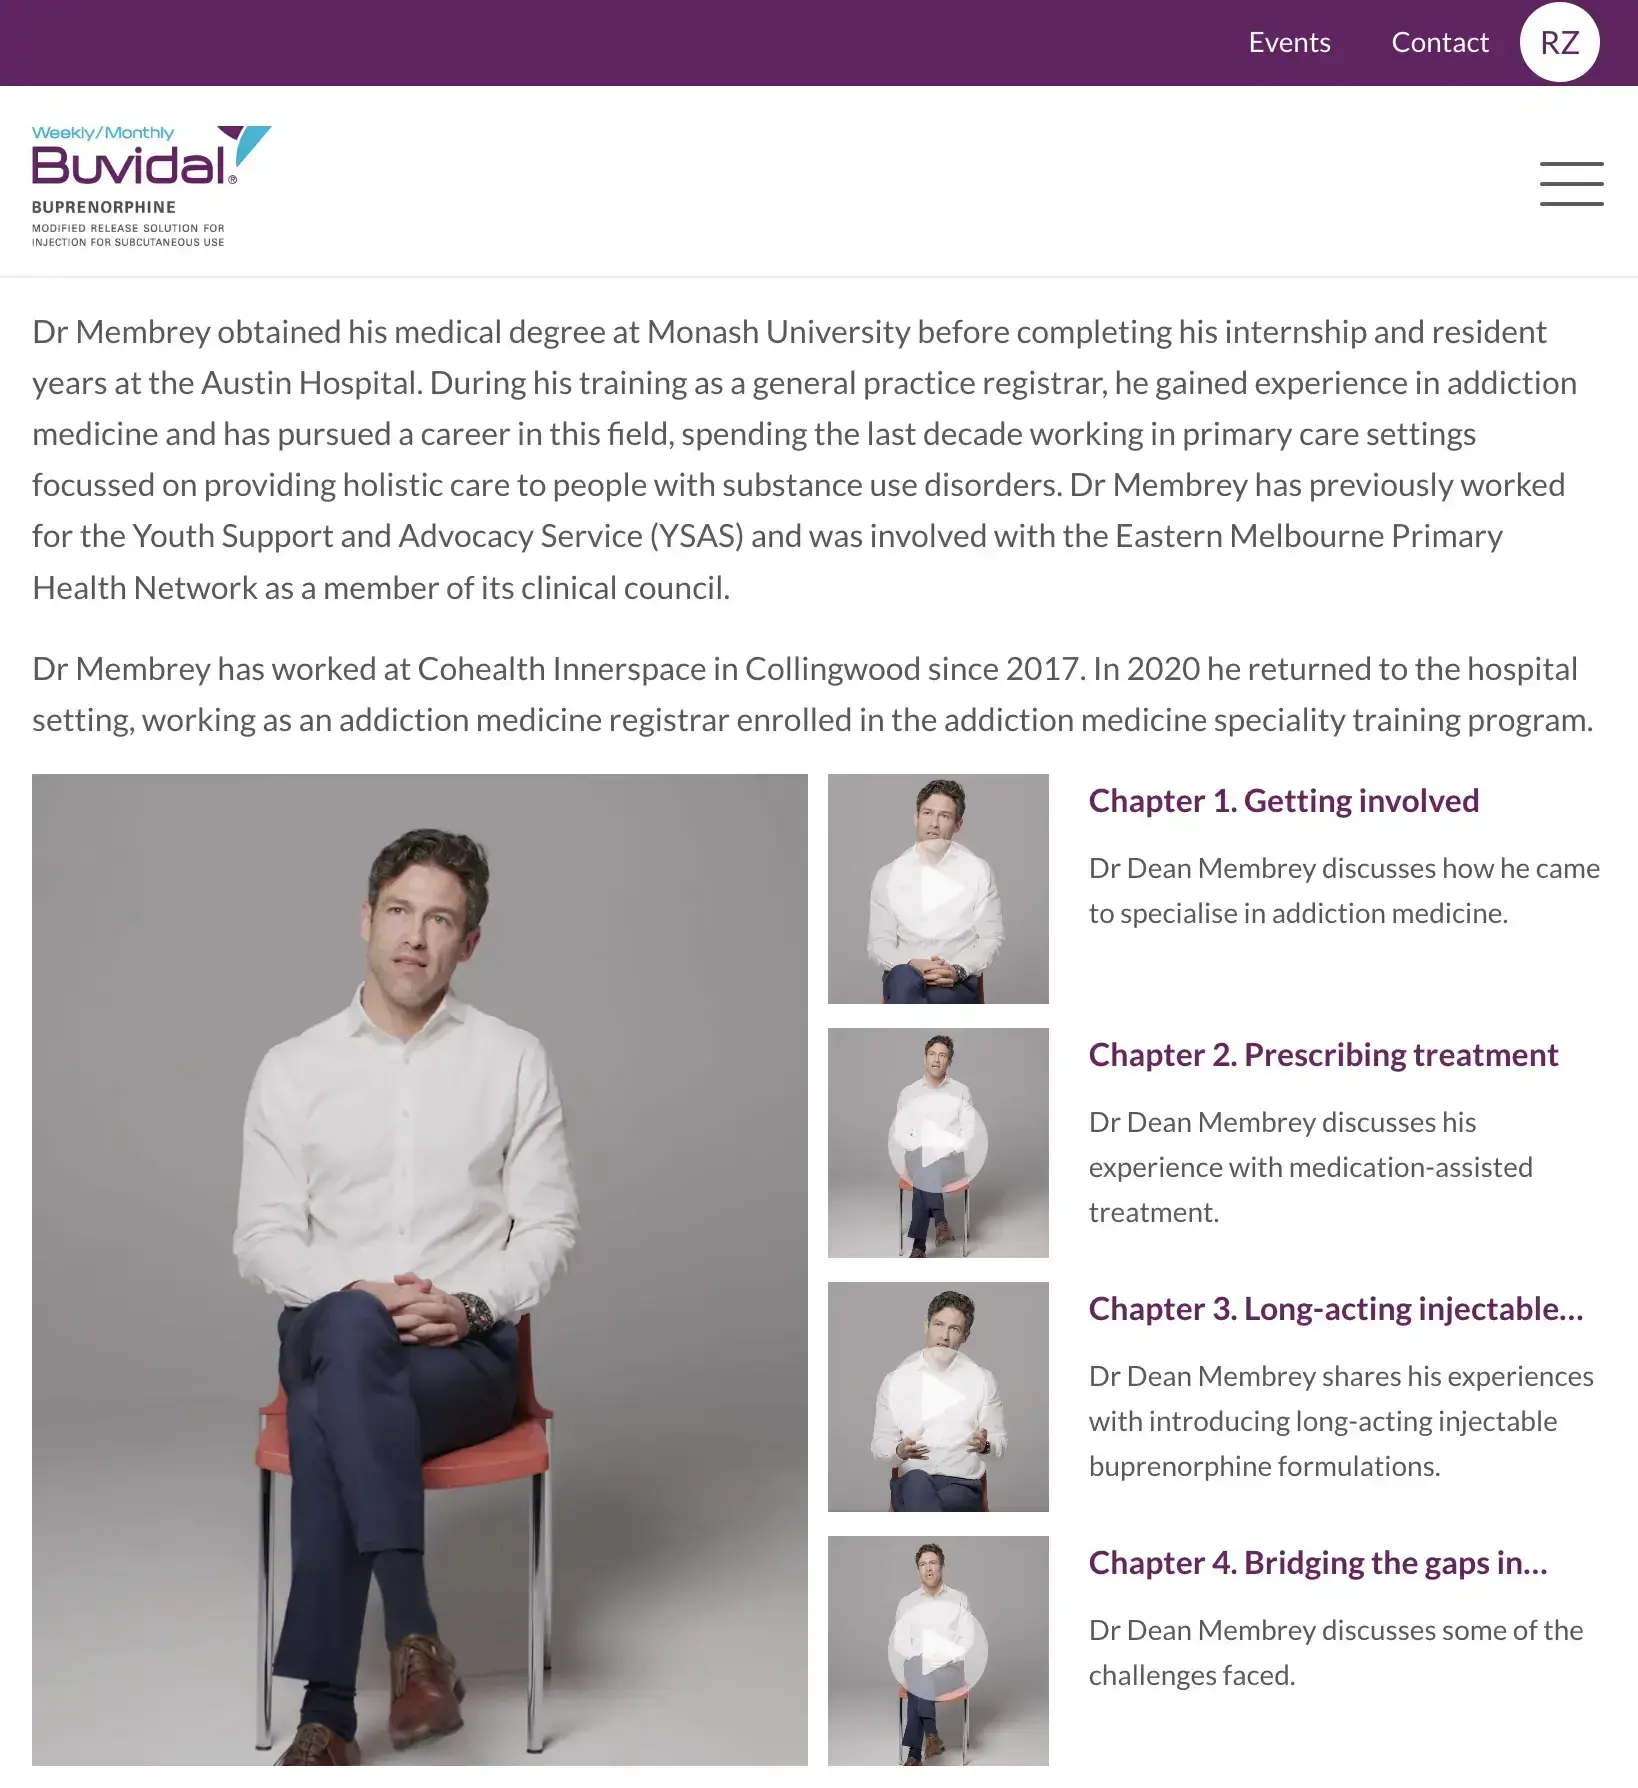 Events
Contact
RZ
Weekly/Monthly
Buvidal®
BUPRENORPHINE
MODIFIED RELEASE SOLUTION FOR
INJECTION FOR SUBCUTANEOUS USE
Dr Membrey obtained his medical degree at Monash University before completing his internship and resident
years at the Austin Hospital. During his training as a general practice registrar, he gained experience in addiction
medicine and has pursued a career in this field, spending the last decade working in primary care settings
focussed on providing holistic care to people with substance use disorders. Dr Membrey has previously worked
for the Youth Support and Advocacy Service (YSAS) and was involved with the Eastern Melbourne Primary
Health Network as a member of its clinical council.
Dr Membrey has worked at Cohealth Innerspace in Collingwood since 2017. In 2020 he returned to the hospital
setting, working as an addiction medicine registrar enrolled in the addiction medicine speciality training program.
Chapter 1. Getting involved
Dr Dean Membrey discusses how he came
to specialise in addiction medicine.
Chapter 2. Prescribing treatment
Dr Dean Membrey discusses his
experience with medication-assisted
treatment.
Chapter 3. Long-acting injectable...
Dr Dean Membrey shares his experiences
with introducing long-acting injectable
buprenorphine formulations.
Chapter 4. Bridging the gaps in...
Dr Dean Membrey discusses some of the
challenges faced.